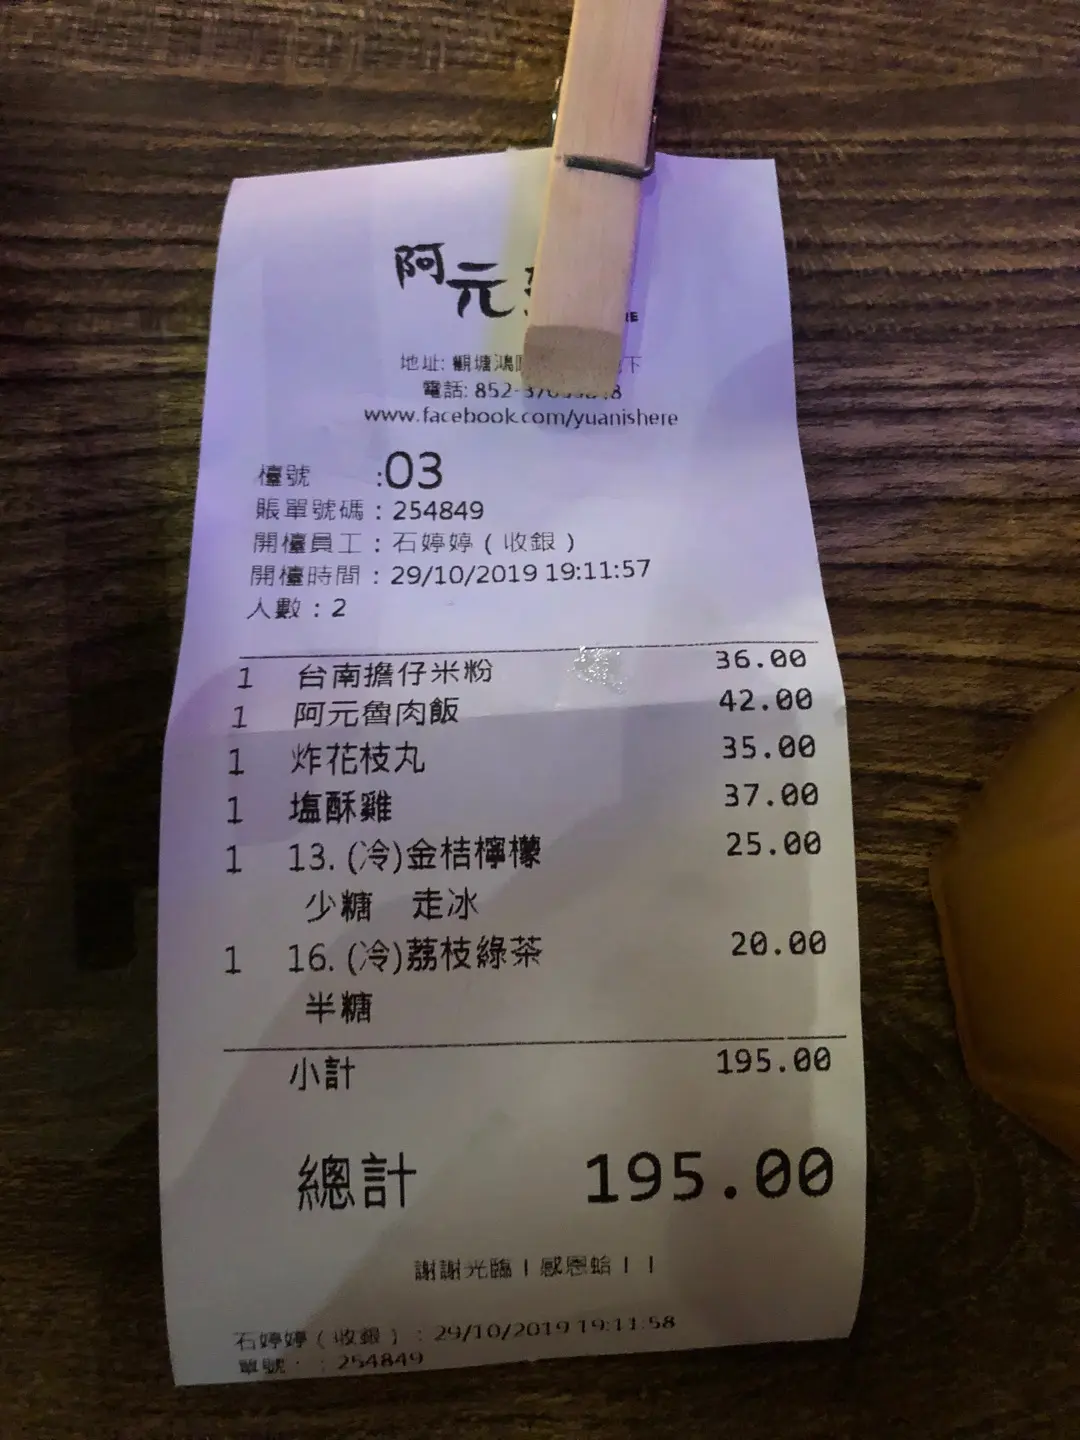 阿元
RE
地址: 觀塘鴻 下
電話: 852-
www.facebook.com/yuanishere
檯號 :03
賬單號碼 : 254849
開檯員工 : 石婷婷 ( 收銀 )
開檯時間 : 29/10/2019 19:11:57
人數 : 2
1 台南擔仔米粉 36.00
1 阿元魯肉飯 42.00
1 炸花枝丸 35.00
1 塩酥雞 37.00
1 13. (冷)金桔檸檬 25.00
少糖 走冰
1 16. (冷)荔枝綠茶 20.00
半糖
小計 195.00
總計 195.00
謝謝光臨！感恩蛤！！
石婷婷 ( 收銀 ) : 29/10/2019 19:11:58
單號 : 254849